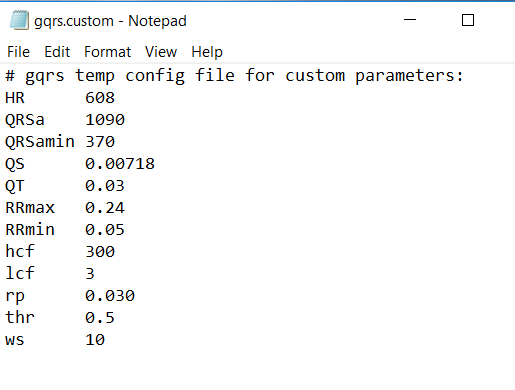 gqrs.custom - Notepad
File Edit Format View Help
# gqrs temp config file for custom parameters:
HR 608
QRSa 1090
QRSamin 370
QS 0.00718
QT 0.03
RRmax 0.24
RRmin 0.05
hcf 300
lcf 3
rp 0.030
thr 0.5
ws 10